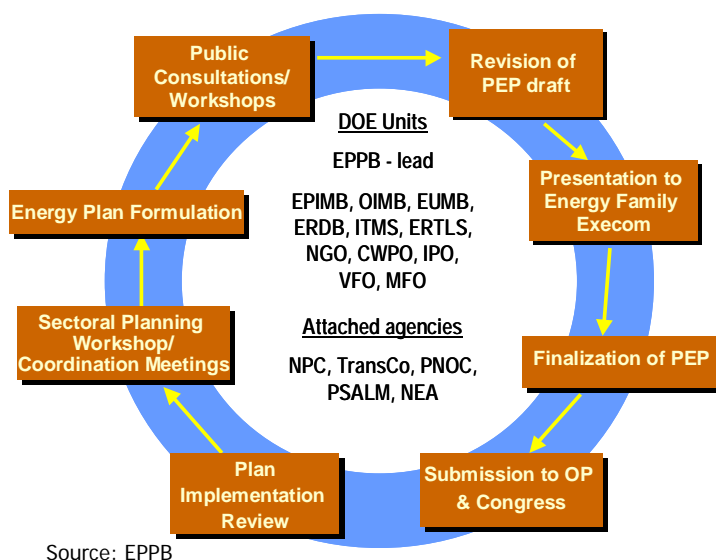 Public
Consultations/
Workshops
Revision of
PEP draft
DOE Units
EPPB - lead
EPIMB, OIMB, EUMB,
ERDB, ITMS, ERTLS,
NGO, CWPO, IPO,
VFO, MFO
Attached agencies
NPC, TransCo, PNOC,
PSALM, NEA
Presentation to
Energy Family
Execom
Energy Plan Formulation
Sectoral Planning
Workshop/
Coordination Meetings
Finalization of PEP
Plan
Implementation
Review
Submission to OP
& Congress
Source: EPPB